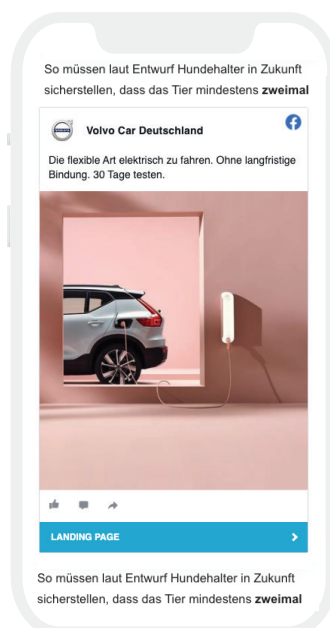 So müssen laut Entwurf Hundehalter in Zukunft
sicherstellen, dass das Tier mindestens zweimal
Volvo Car Deutschland
Die flexible Art elektrisch zu fahren. Ohne langfristige
Bindung. 30 Tage testen.
LANDING PAGE
So müssen laut Entwurf Hundehalter in Zukunft
sicherstellen, dass das Tier mindestens zweimal